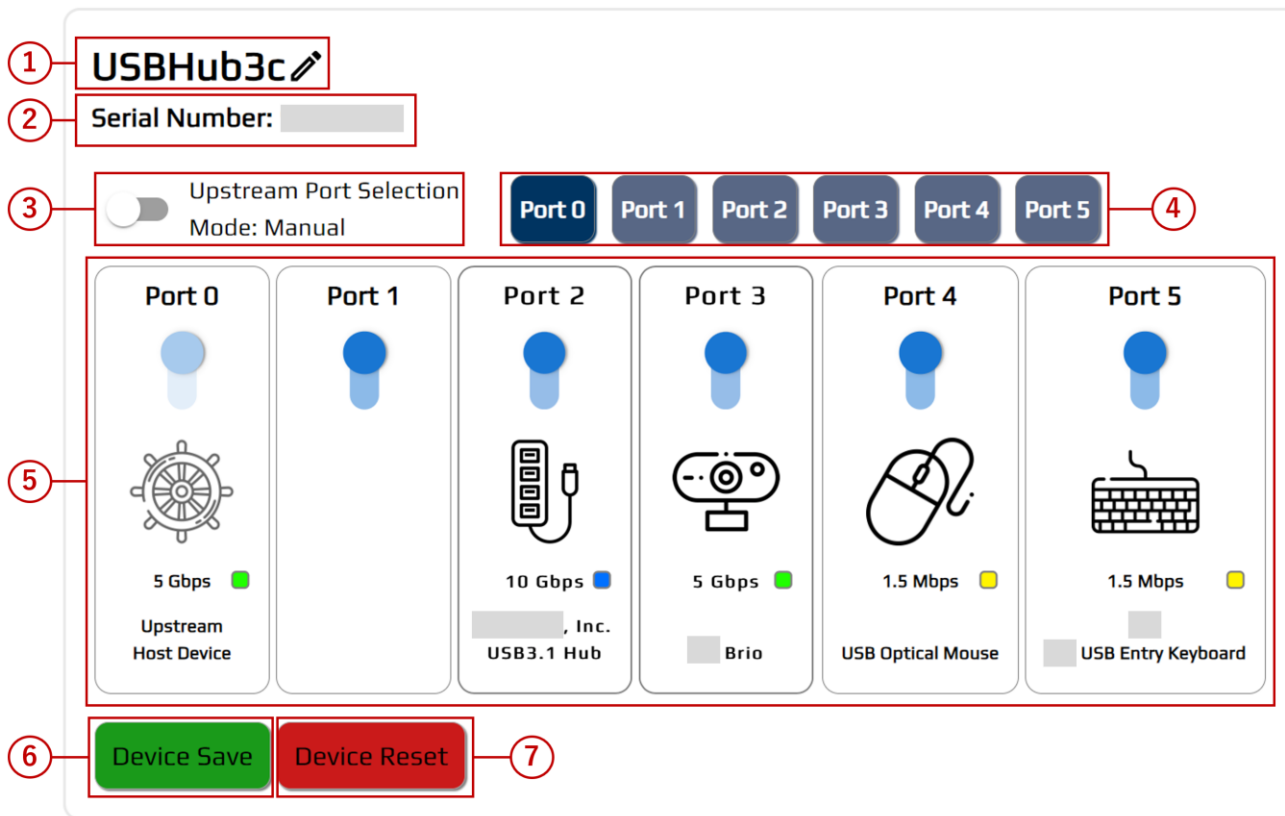 1
USBHub3c
2
Serial Number:
3
Upstream Port Selection
Mode: Manual
Port 0 Port 1 Port 2 Port 3 Port 4 Port 5
4
5
Port 0
5 Gbps
Upstream
Host Device
Port 1
Port 2
10 Gbps
, Inc.
USB3.1 Hub
Port 3
5 Gbps
Brio
Port 4
1.5 Mbps
USB Optical Mouse
Port 5
1.5 Mbps
USB Entry Keyboard
6
Device Save
Device Reset
7